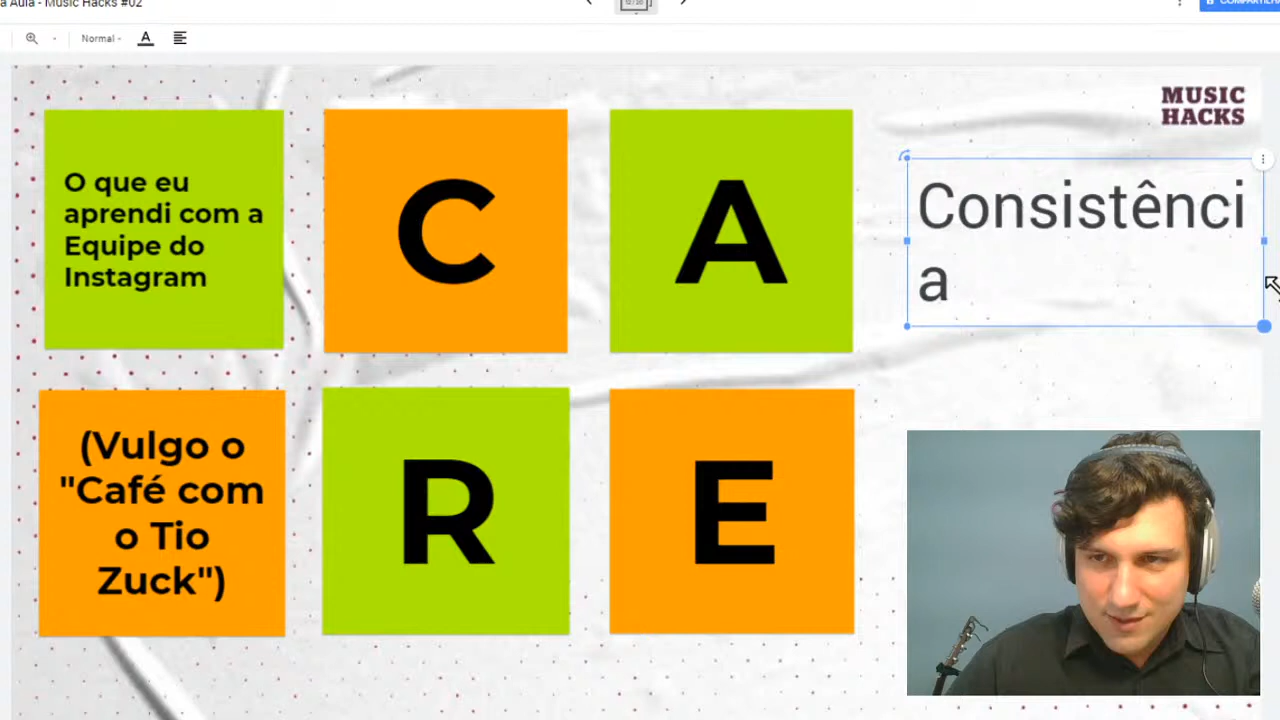 a Aula - Music Hacks #02
Normal
A
MUSIC
HACKS
O que eu
aprendi com a
Equipe do
Instagram
C
A
Consistênci
a
(Vulgo o
"Café com
o Tio
Zuck")
R
E